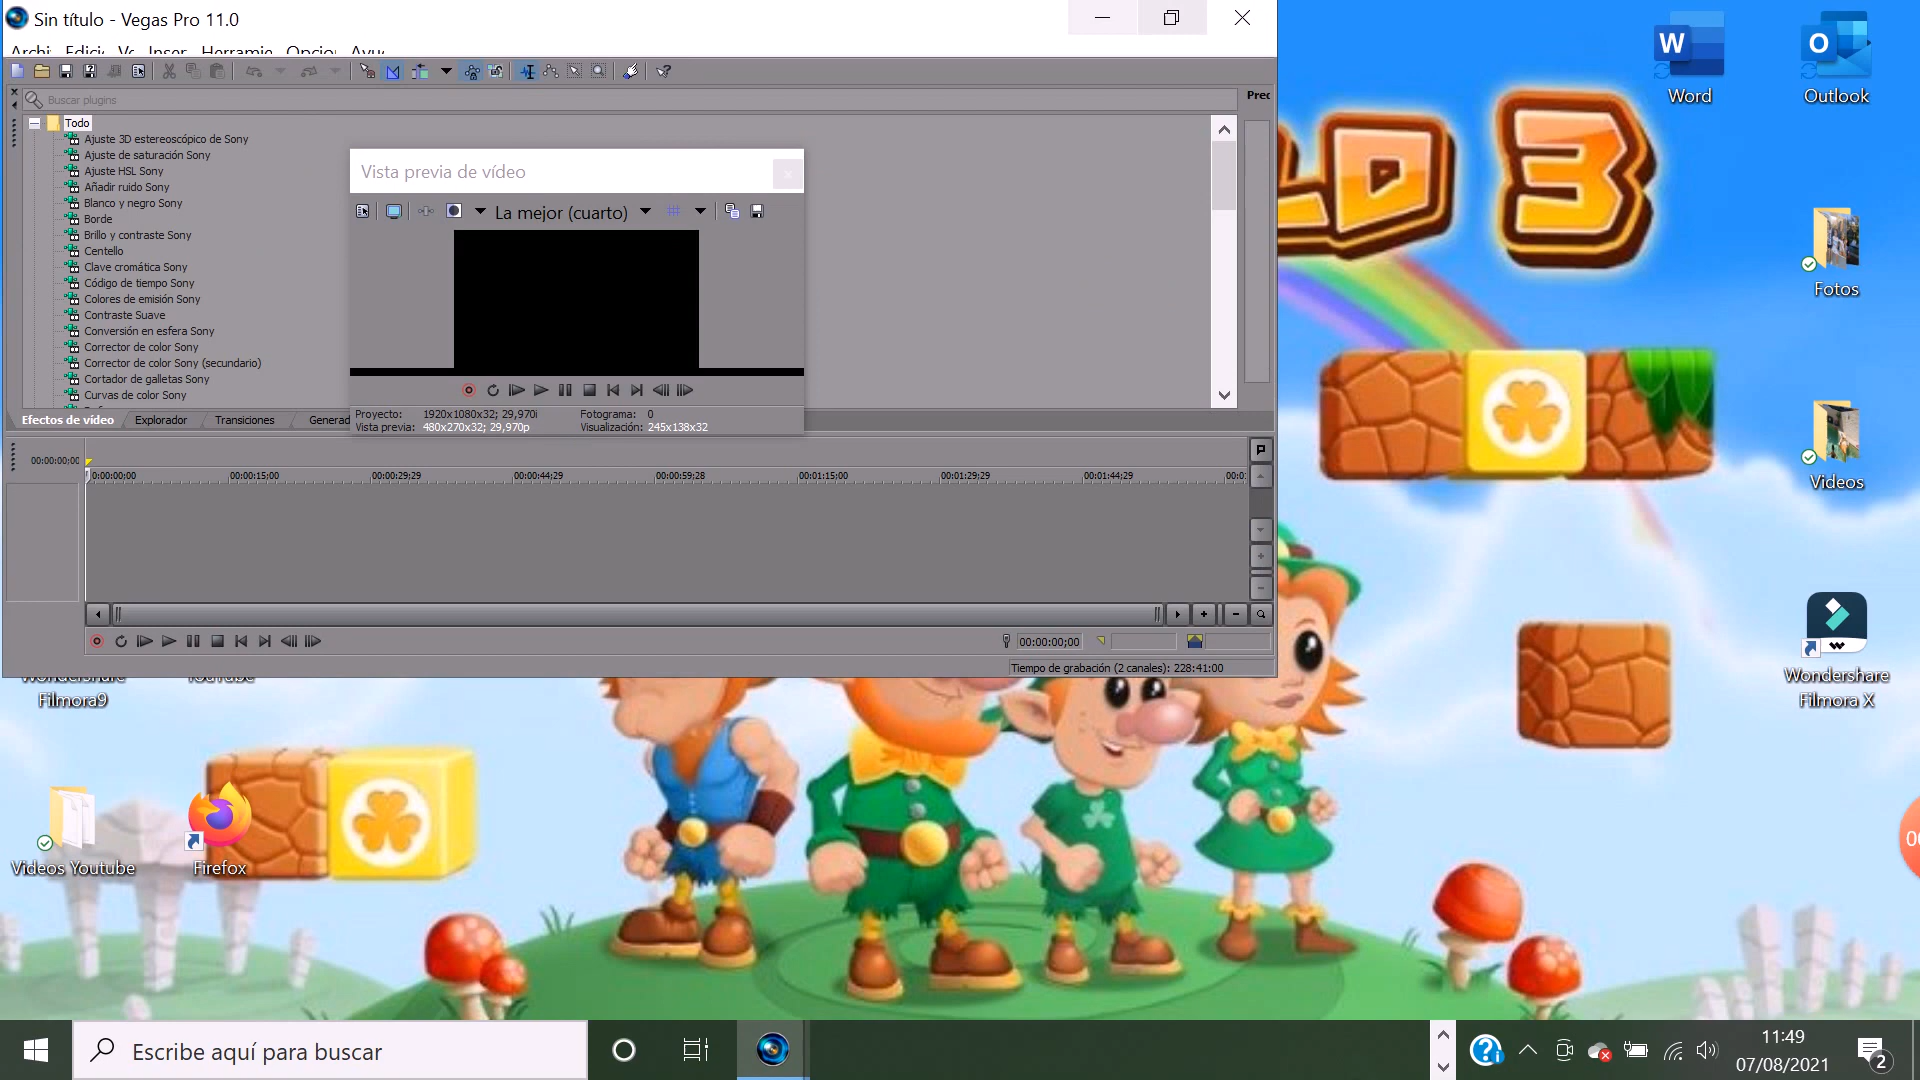 Sin título - Vegas Pro 11.0
Buscar plugins
Prec
Todo
Ajuste 3D estereoscópico de Sony
Ajuste de saturación Sony
Ajuste HSL Sony
Añadir ruido Sony
Blanco y negro Sony
Borde
Brillo y contraste Sony
Centello
Clave cromática Sony
Código de tiempo Sony
Colores de emisión Sony
Contraste Suave
Conversión en esfera Sony
Corrector de color Sony
Corrector de color Sony (secundario)
Cortador de galletas Sony
Curvas de color Sony
Efectos de vídeo
Explorador
Transiciones
Generad
Vista previa de vídeo
La mejor (cuarto)
Proyecto: 1920x1080x32; 29,970i Fotograma: 0
Vista previa: 480x270x32; 29,970p Visualización: 245x138x32
00:00:00;00
00:00:00;00 00:00:15;00 00:00:29;29 00:00:44;29 00:00:59;28 00:01:15;00 00:01:29;29 00:01:44;29 00:0
00:00:00;00
Tiempo de grabación (2 canales): 228:41:00
LD 3
Word
Outlook
Fotos
Videos
Wondershare
Filmora X
Wondershare
Filmora9
YouTube
Videos Youtube
Firefox
Escribe aquí para buscar
11:49
07/08/2021
2